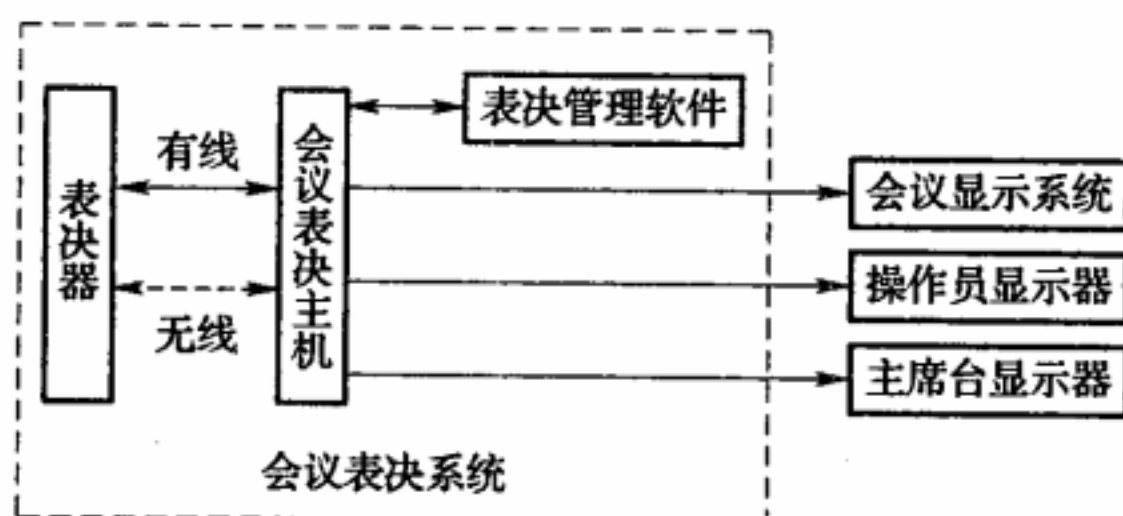 表决管理软件
有线
会议显示系统
表决器
会议表决主机
操作员显示器
无线
主席台显示器
会议表决系统